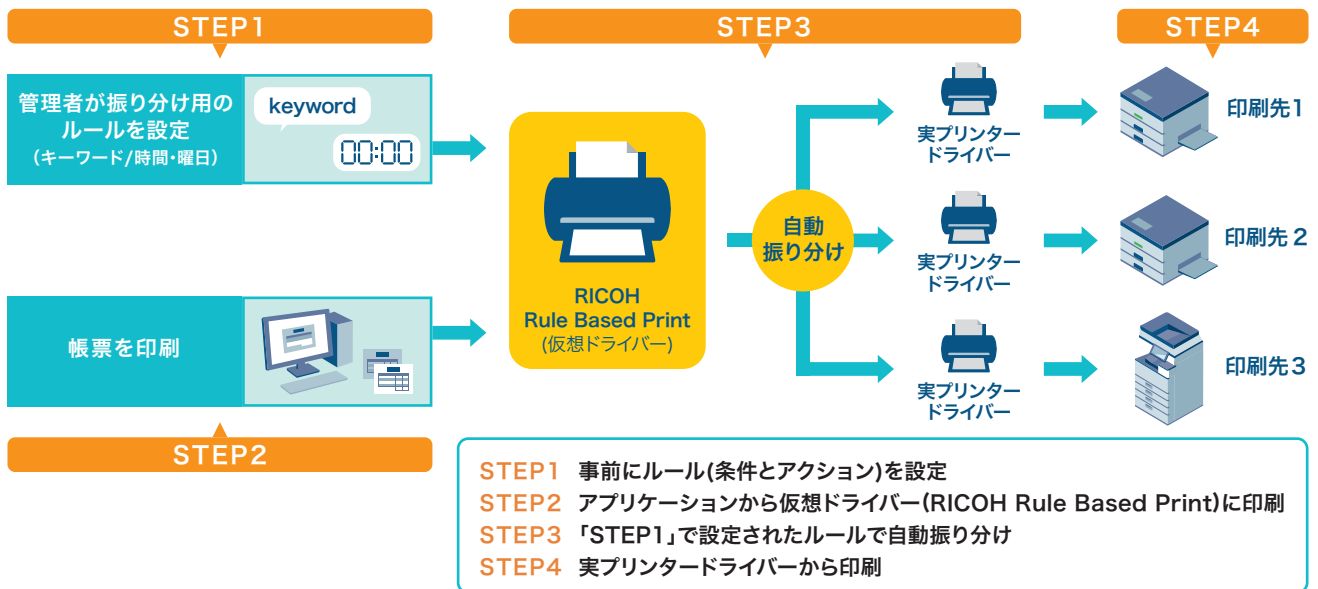 STEP1
管理者が振り分け用の
ルールを設定
(キーワード/時間・曜日)
keyword
00:00
帳票を印刷
STEP2
STEP3
RICOH
Rule Based Print
(仮想ドライバー)
自動
振り分け
実プリンター
ドライバー
実プリンター
ドライバー
実プリンター
ドライバー
STEP4
印刷先1
印刷先2
印刷先3
STEP1 事前にルール(条件とアクション)を設定
STEP2 アプリケーションから仮想ドライバー(RICOH Rule Based Print)に印刷
STEP3 「STEP1」で設定されたルールで自動振り分け
STEP4 実プリンタードライバーから印刷